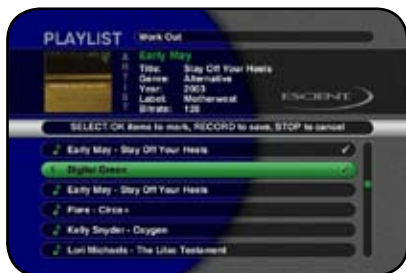 PLAYLIST Work Out
ARTIST
Early May
Title: Stay Off Your Heels
Genre: Alternative
Year: 2003
Label: Motherwest
Bitrate: 128
ESCIENT
SELECT: OK items to mark, RECORD to save, STOP to cancel
Early May - Stay Off Your Heels
Digital Green
Early May - Stay Off Your Heels
Flare - Circa
Kelly Snyder - Oxygen
Lori Michaels - The Lilac Testament